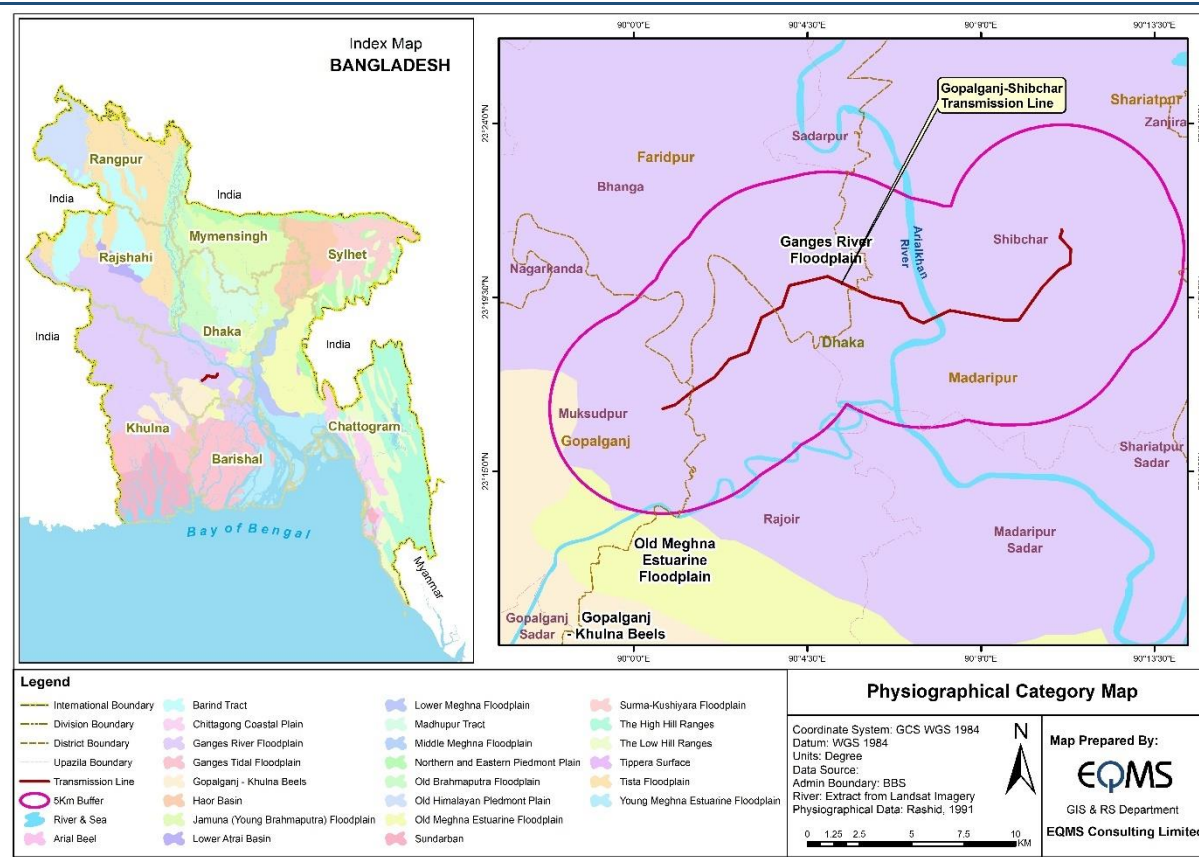 Index Map
BANGLADESH
Rangpur
India
India
Mymensingh
Sylhet
Rajshahi
India
Dhaka
India
Khulna
Chattogram
Barishal
Bay of Bengal
Myanmar
90°0'0"E
90°4'30"E
90°9'0"E
90°13'30"E
23°24'0"N
23°19'30"N
Gopalganj-Shibchar
Transmission Line
Shariatpur
Zanjira
Sadarpur
Faridpur
Bhanga
Ganges River
Floodplain
Arialkhan
River
Shibchar
Nagarkanda
Dhaka
Madaripur
Muksudpur
Gopalganj
Shariatpur
Sadar
Rajoir
Madaripur
Sadar
Old Meghna
Estuarine
Floodplain
Gopalganj
Sadar
Gopalganj
- Khulna Beels
90°0'0"E
90°4'30"E
90°9'0"E
90°13'30"E
Legend
International Boundary
Division Boundary
District Boundary
Upazila Boundary
Transmission Line
5Km Buffer
River & Sea
Arial Beel
Barind Tract
Chittagong Coastal Plain
Ganges River Floodplain
Ganges Tidal Floodplain
Gopalganj - Khulna Beels
Haor Basin
Jamuna (Young Brahmaputra) Floodplain
Lower Atrai Basin
Lower Meghna Floodplain
Madhupur Tract
Middle Meghna Floodplain
Northern and Eastern Piedmont Plain
Old Brahmaputra Floodplain
Old Himalayan Piedmont Plain
Old Meghna Estuarine Floodplain
Sundarban
Surma-Kushiyara Floodplain
The High Hill Ranges
The Low Hill Ranges
Tippera Surface
Tista Floodplain
Young Meghna Estuarine Floodplain
Physiographical Category Map
Coordinate System: GCS WGS 1984
Datum: WGS 1984
Units: Degree
Data Source:
Admin Boundary: BBS
River: Extract from Landsat Imagery
Physiographical Data: Rashid, 1991
N
0 1.25 2.5 5 7.5 10
KM
Map Prepared By:
EQMS
GIS & RS Department
EQMS Consulting Limited